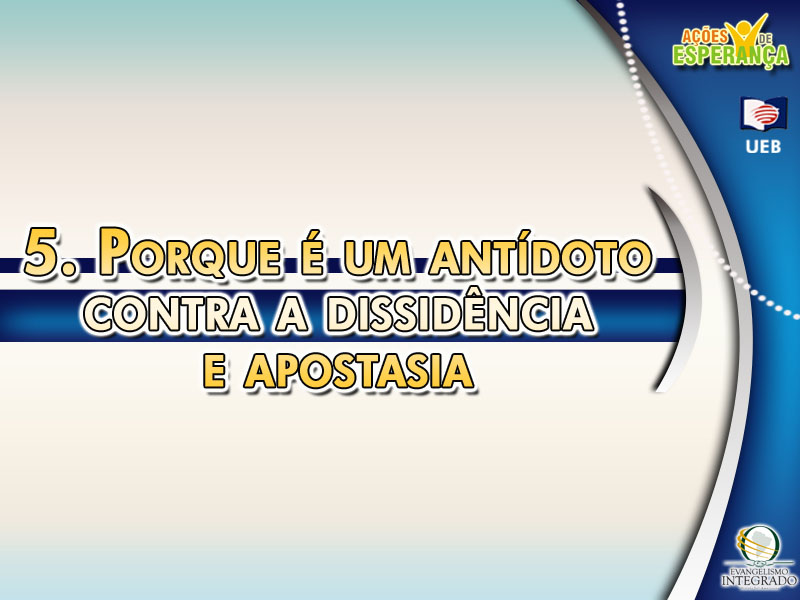 AÇÕES DE
ESPERANÇA
UEB
5. PORQUE É UM ANTÍDOTO
CONTRA A DISSIDÊNCIA
E APOSTASIA
EVANGELISMO
INTEGRADO